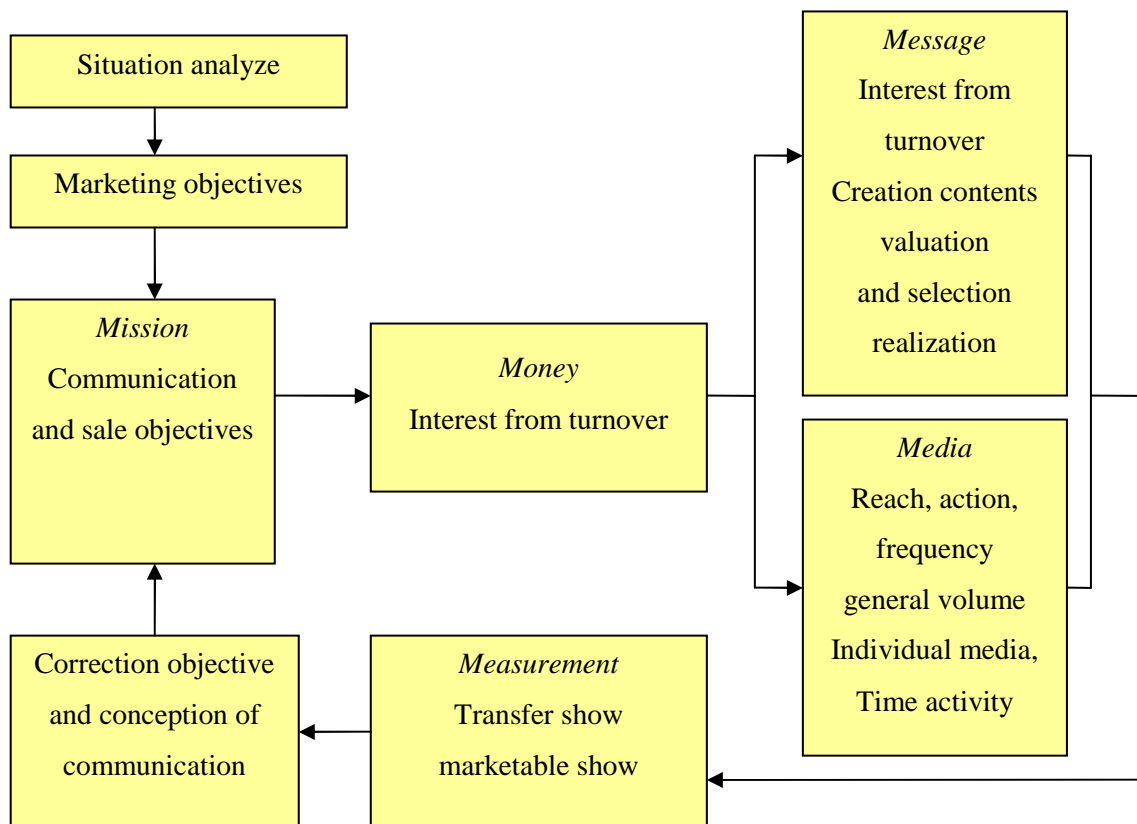 Situation analyze
Marketing objectives
Mission
Communication
and sale objectives
Money
Interest from turnover
Message
Interest from
turnover
Creation contents
valuation
and selection
realization
Media
Reach, action,
frequency
general volume
Individual media,
Time activity
Measurement
Transfer show
marketable show
Correction objective
and conception of
communication